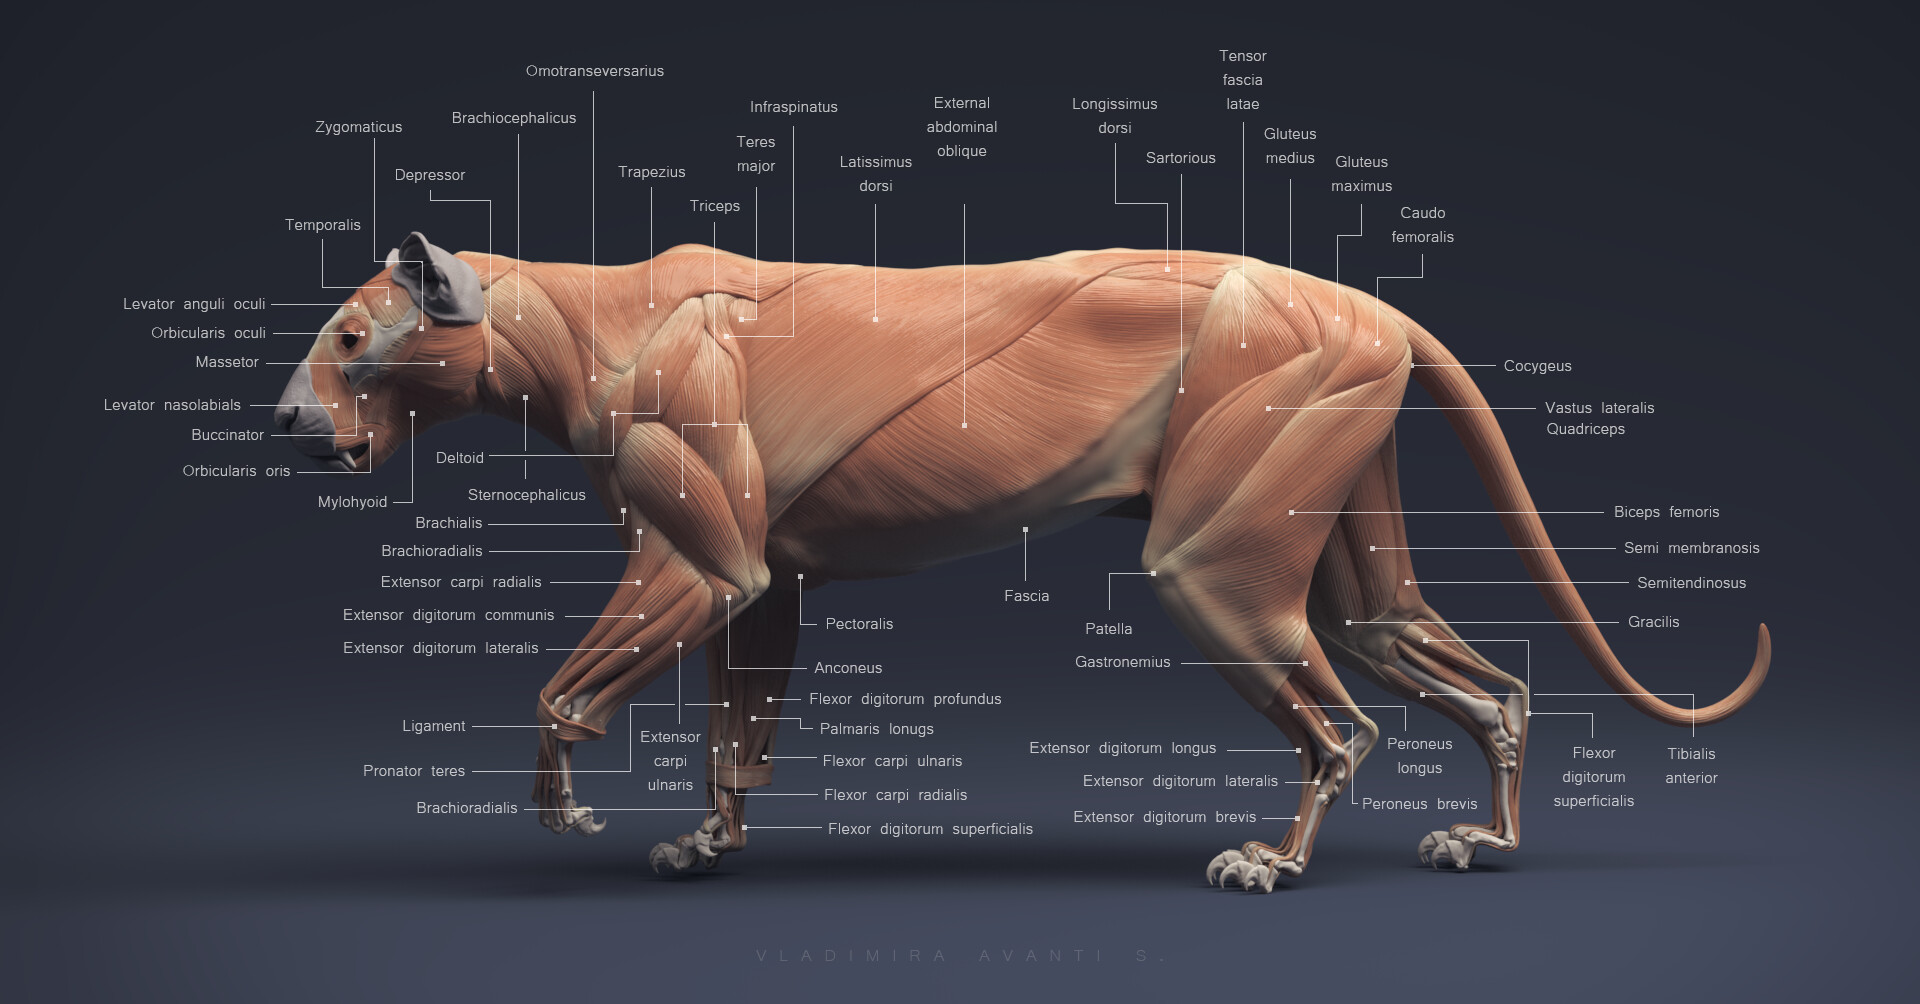 Tensor
fascia
latae
Omotranseversarius
Infraspinatus
External
abdominal
oblique
Longissimus
dorsi
Brachiocephalicus
Zygomaticus
Teres
major
Gluteus
medius
Latissimus
dorsi
Sartorious
Gluteus
maximus
Depressor
Trapezius
Triceps
Caudo
femoralis
Temporalis
Levator anguli oculi
Orbicularis oculi
Massetor
Cocygeus
Levator nasolabials
Vastus lateralis
Quadriceps
Buccinator
Deltoid
Orbicularis oris
Sternocephalicus
Mylohyoid
Biceps femoris
Brachialis
Brachioradialis
Semi membranosis
Extensor carpi radialis
Semitendinosus
Fascia
Extensor digitorum communis
Pectoralis
Patella
Gracilis
Extensor digitorum lateralis
Anconeus
Gastronemius
Flexor digitorum profundus
Ligament
Palmaris lonugs
Extensor
carpi
ulnaris
Extensor digitorum longus
Peroneus
longus
Flexor
digitorum
superficialis
Tibialis
anterior
Flexor carpi ulnaris
Pronator teres
Extensor digitorum lateralis
Flexor carpi radialis
Peroneus brevis
Brachioradialis
Extensor digitorum brevis
Flexor digitorum superficialis
VLADIMIRA AVANTI S.